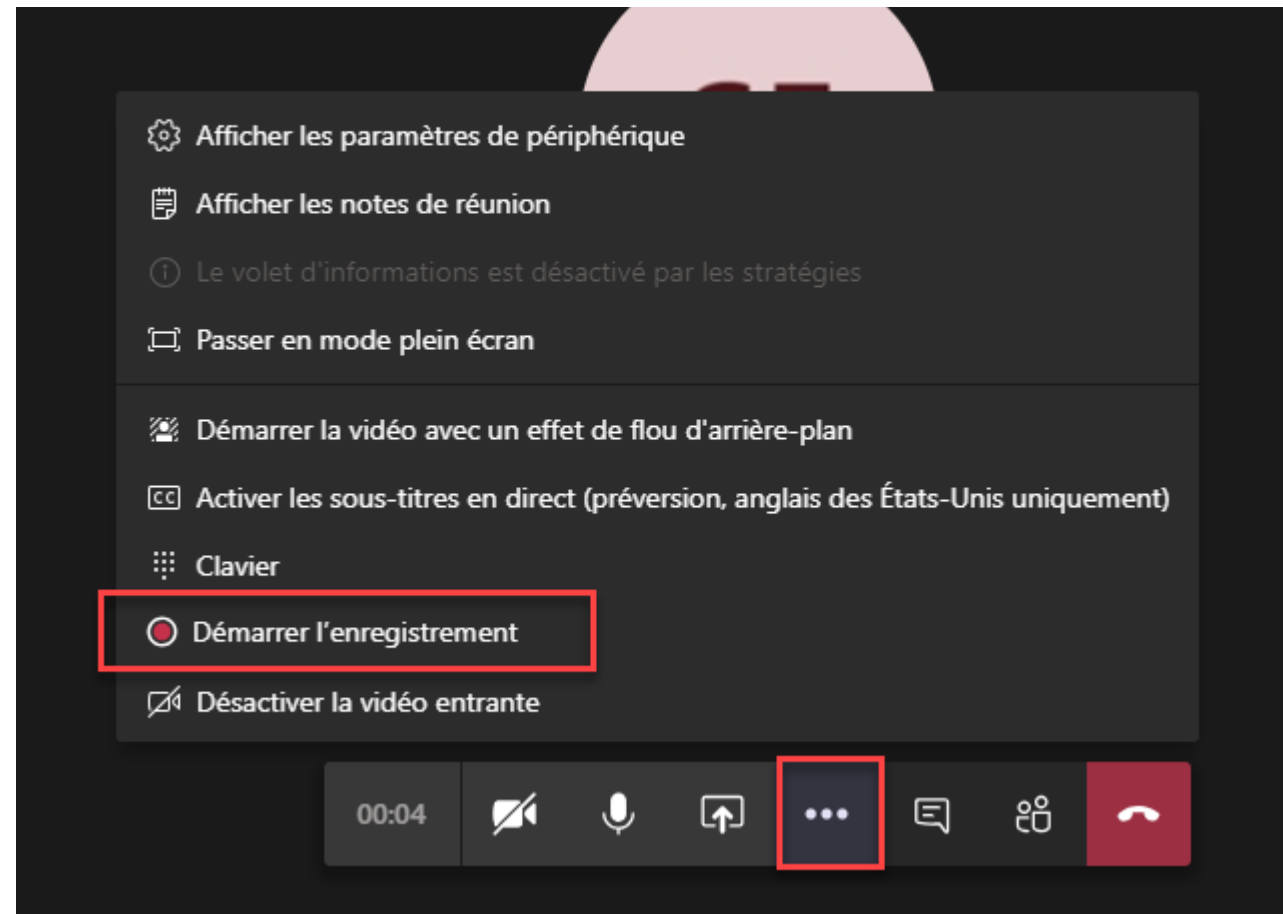 Afficher les paramètres de périphérique
Afficher les notes de réunion
Le volet d'informations est désactivé par les stratégies
Passer en mode plein écran
Démarrer la vidéo avec un effet de flou d'arrière-plan
CC Activer les sous-titres en direct (préversion, anglais des États-Unis uniquement)
Clavier
Démarrer l'enregistrement
Désactiver la vidéo entrante
00:04